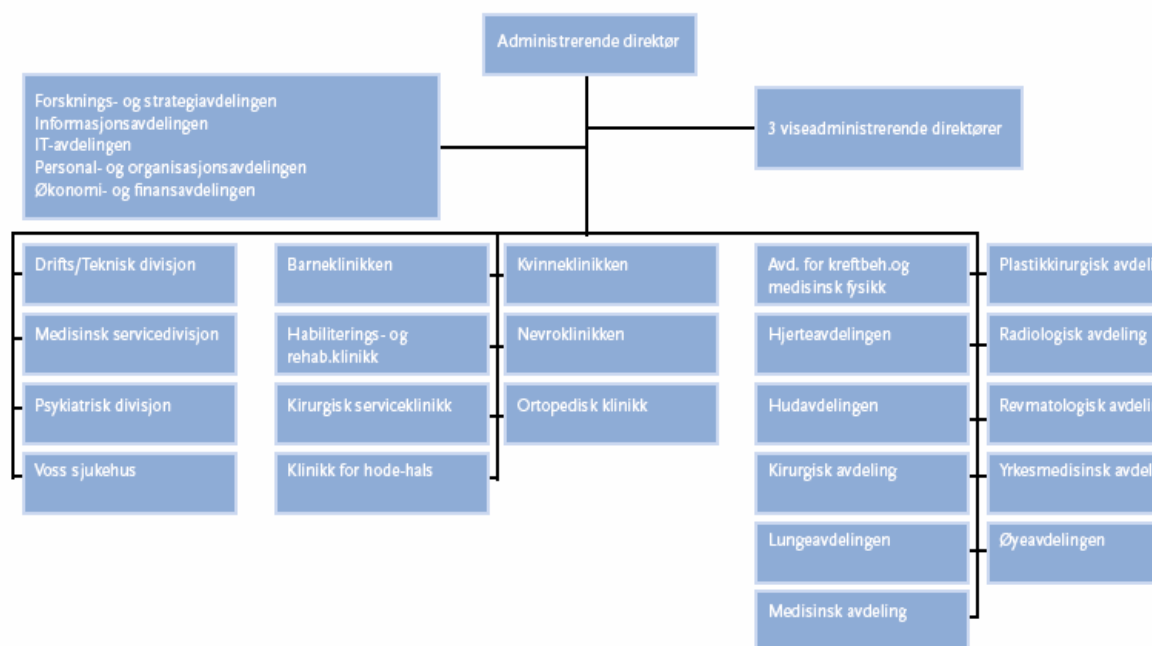 Administrerende direktør
Forsknings- og strategiavdelingen
Informasjonsavdelingen
IT-avdelingen
Personal- og organisasjonsavdelingen
Økonomi- og finansavdelingen
3 viseadministrerende direktører
Drifts/Teknisk divisjon
Medisinsk servicedivisjon
Psykiatrisk divisjon
Voss sjukehus
Barneklinikken
Habiliterings- og
rehab.klinikk
Kirurgisk serviceklinikk
Klinikk for hode-hals
Kvinneklinikken
Nevroklinikken
Ortopedisk klinikk
Avd. for kreftbeh.og
medisinsk fysikk
Hjerteavdelingen
Hudavdelingen
Kirurgisk avdeling
Lungeavdelingen
Medisinsk avdeling
Plastikkirurgisk
Radiologisk avdeling
Revmatologisk
Yrkesmedisinsk
Øyeavdelingen